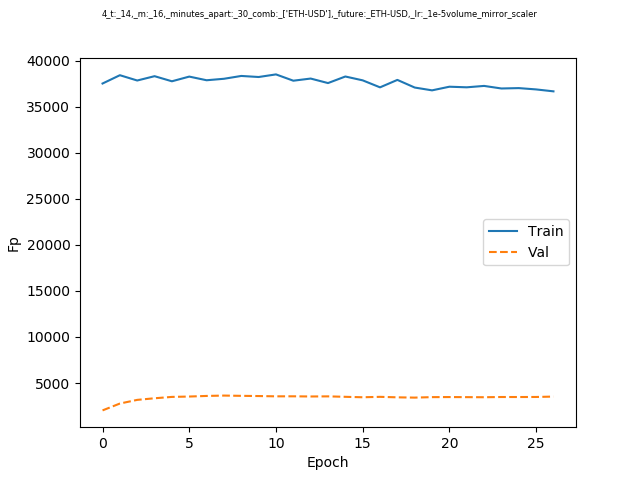 4_t:_14,_m:_16,_minutes_apart:_30_comb:_['ETH-USD'],_future:_ETH-USD,_lr:_1e-5volume_mirror_scaler
40000
35000
30000
25000
20000
15000
10000
5000
Fp
Train
Val
0 5 10 15 20 25
Epoch